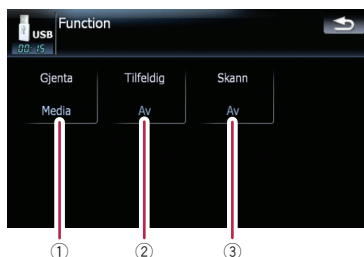 USB
Function
00:15
Gjenta
Tilfeldig
Skann
Media
Av
Av
① ② ③